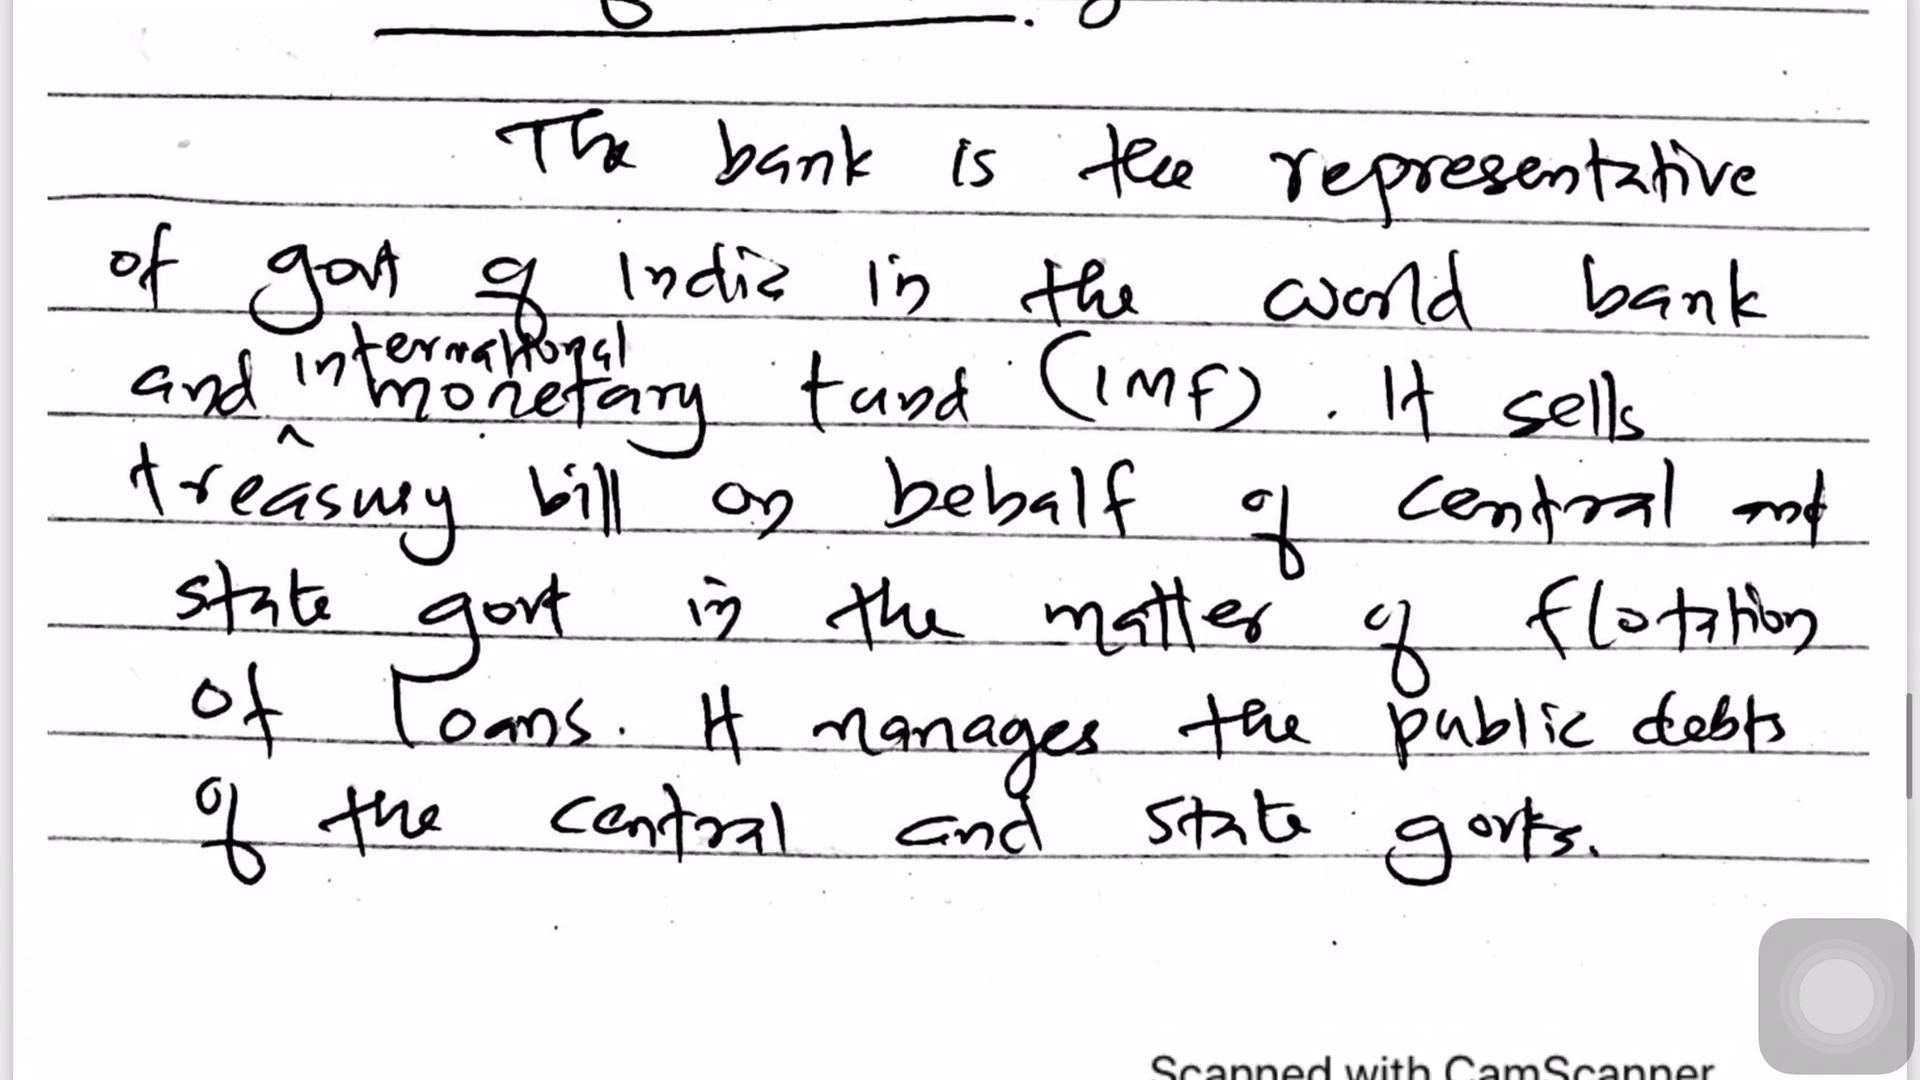 The bank is the representative
of govt of India in the world bank
and international monetary fund (IMF). It sells
treasury bill on behalf of central and
state govt in the matter of flotation
of loans. It manages the public debts
of the central and state govts.
Scanned with CamScanner